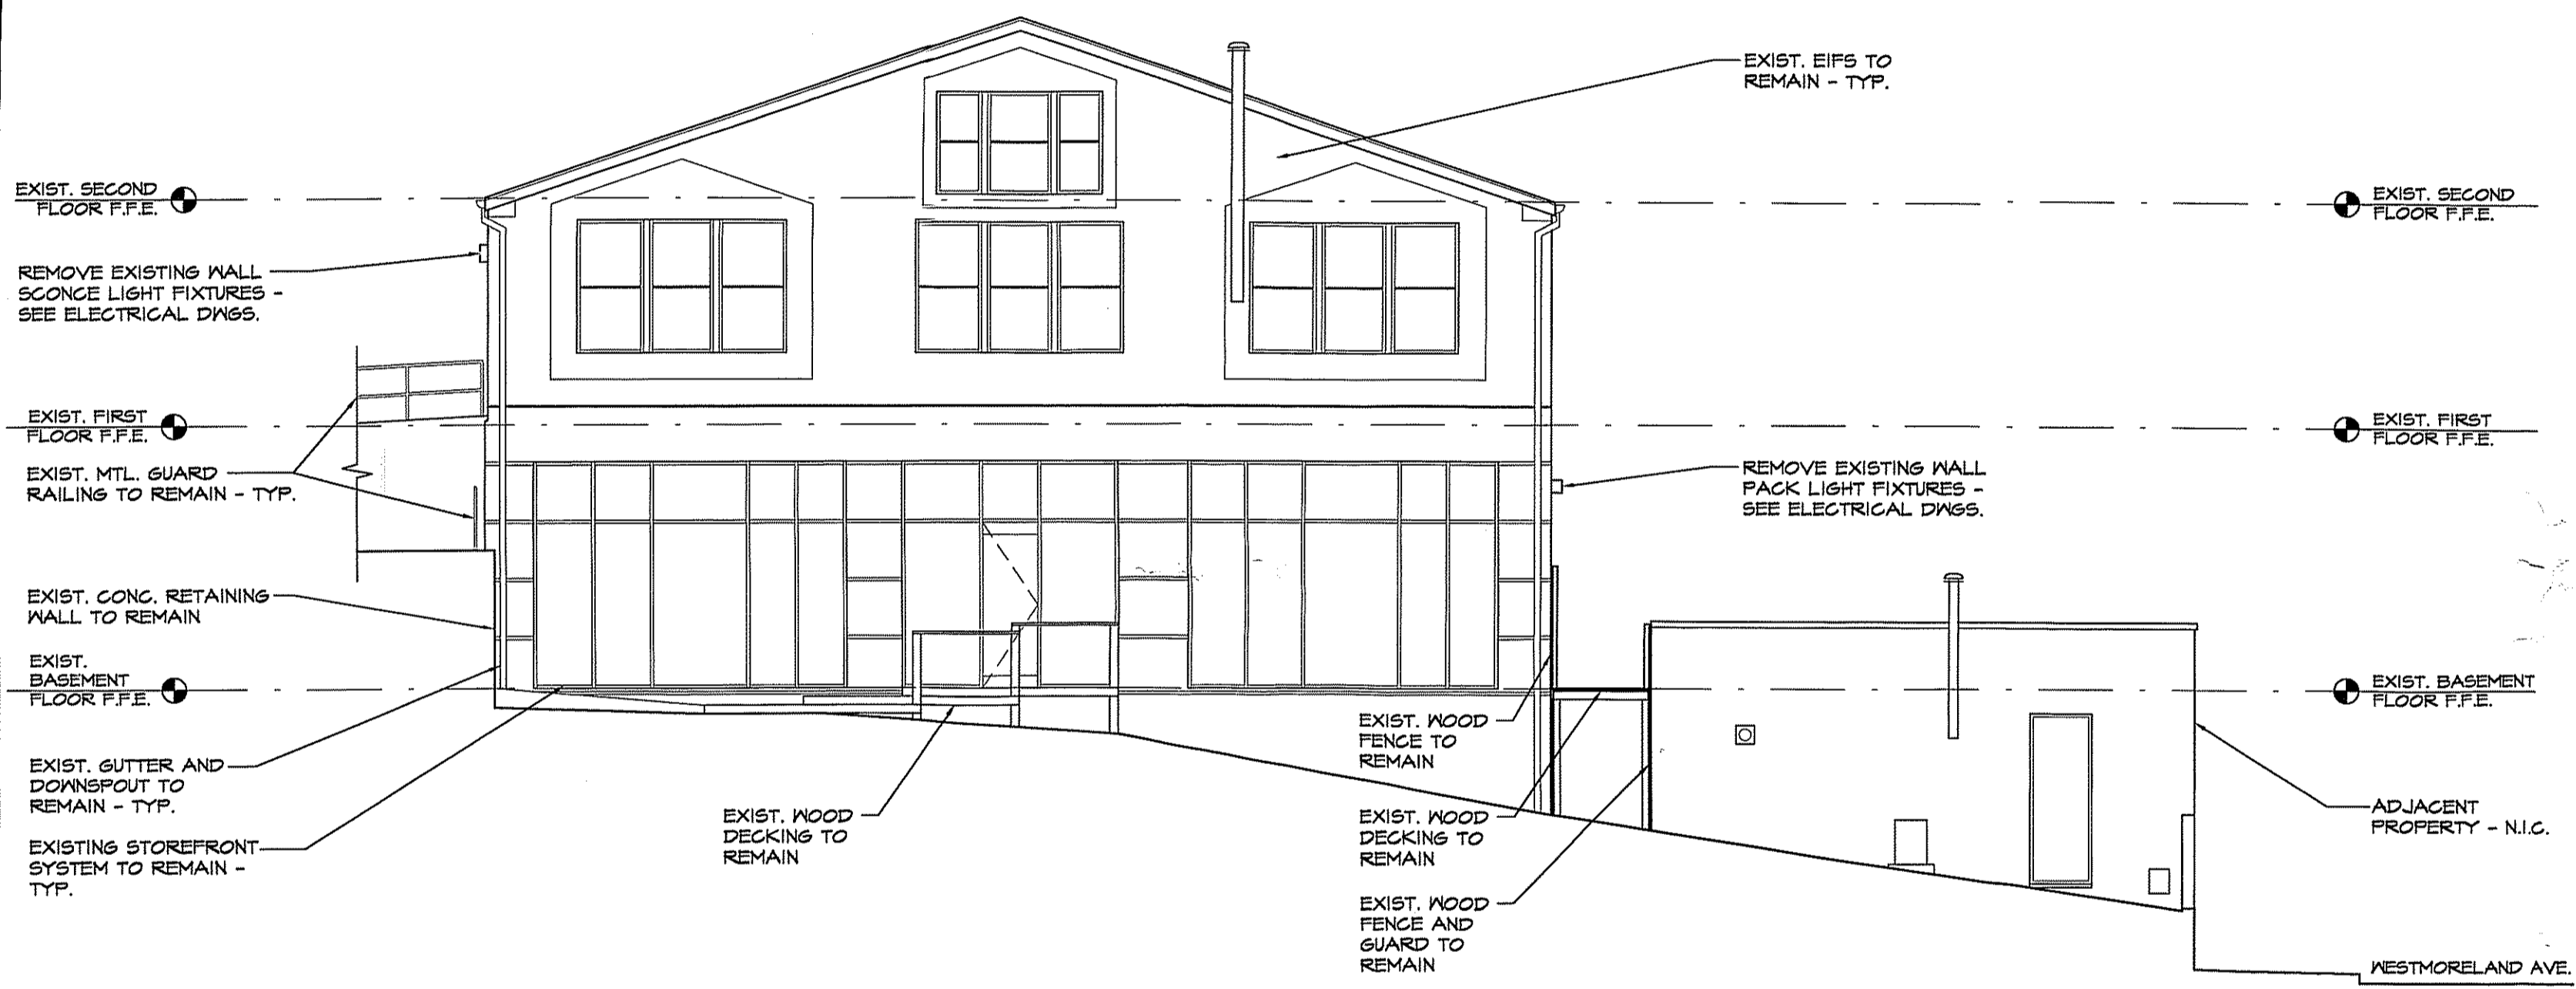 EXIST. EIFS TO
REMAIN - TYP.
EXIST. SECOND
FLOOR F.F.E.
EXIST. SECOND
FLOOR F.F.E.
REMOVE EXISTING WALL
SCONCE LIGHT FIXTURES -
SEE ELECTRICAL DWGS.
EXIST. FIRST
FLOOR F.F.E.
EXIST. FIRST
FLOOR F.F.E.
EXIST. MTL. GUARD
RAILING TO REMAIN - TYP.
REMOVE EXISTING WALL
PACK LIGHT FIXTURES -
SEE ELECTRICAL DWGS.
EXIST. CONC. RETAINING
WALL TO REMAIN
EXIST.
BASEMENT
FLOOR F.F.E.
EXIST. BASEMENT
FLOOR F.F.E.
EXIST. GUTTER AND
DOWNSPOUT TO
REMAIN - TYP.
EXISTING STOREFRONT
SYSTEM TO REMAIN -
TYP.
EXIST. WOOD
DECKING TO
REMAIN
EXIST. WOOD
FENCE TO
REMAIN
EXIST. WOOD
DECKING TO
REMAIN
EXIST. WOOD
FENCE AND
GUARD TO
REMAIN
ADJACENT
PROPERTY - N.I.C.
WESTMORELAND AVE.